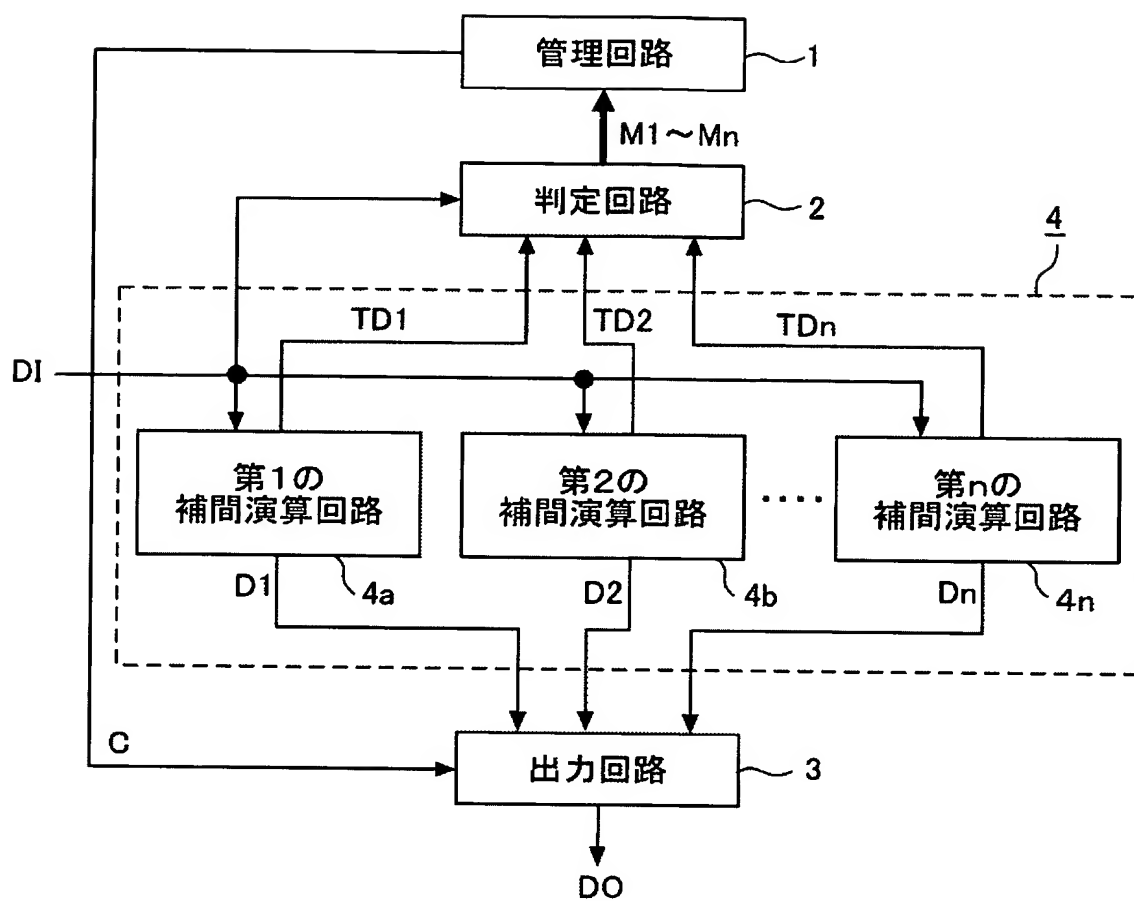 管理回路
1
M1～Mn
判定回路
2
4
TD1
TD2
TDn
DI
第1の
補間演算回路
第2の
補間演算回路
‥‥
第nの
補間演算回路
D1
4a
D2
4b
Dn
4n
C
出力回路
3
DO